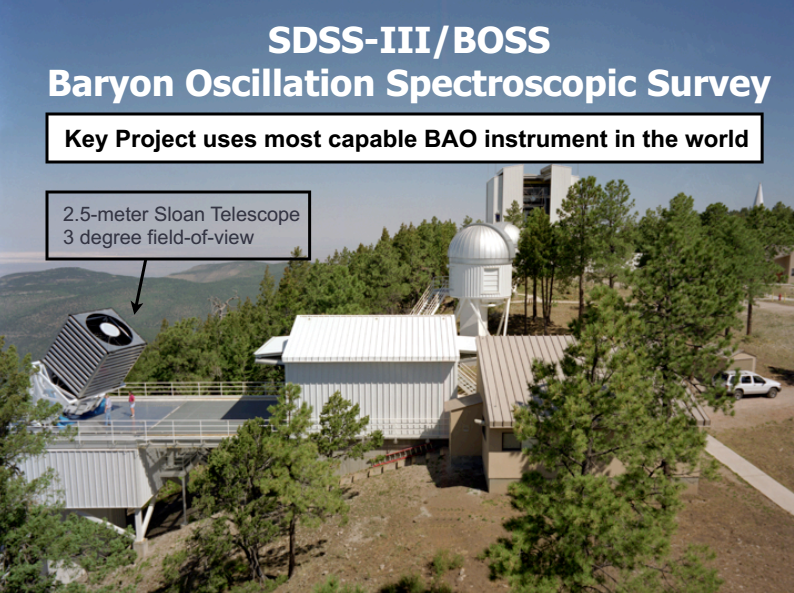 SDSS-III/BOSS
Baryon Oscillation Spectroscopic Survey
Key Project uses most capable BAO instrument in the world
2.5-meter Sloan Telescope
3 degree field-of-view